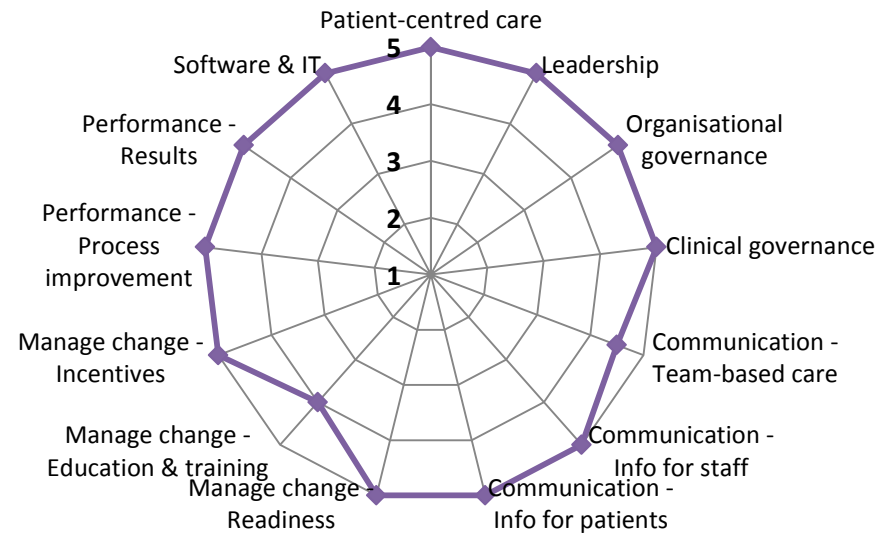 Patient-centred care
Leadership
Organisational
governance
Clinical governance
Communication -
Team-based care
Communication -
Info for staff
Communication -
Info for patients
Manage change -
Readiness
Manage change -
Education & training
Manage change -
Incentives
Performance -
Process
improvement
Performance -
Results
Software & IT
5
4
3
2
1